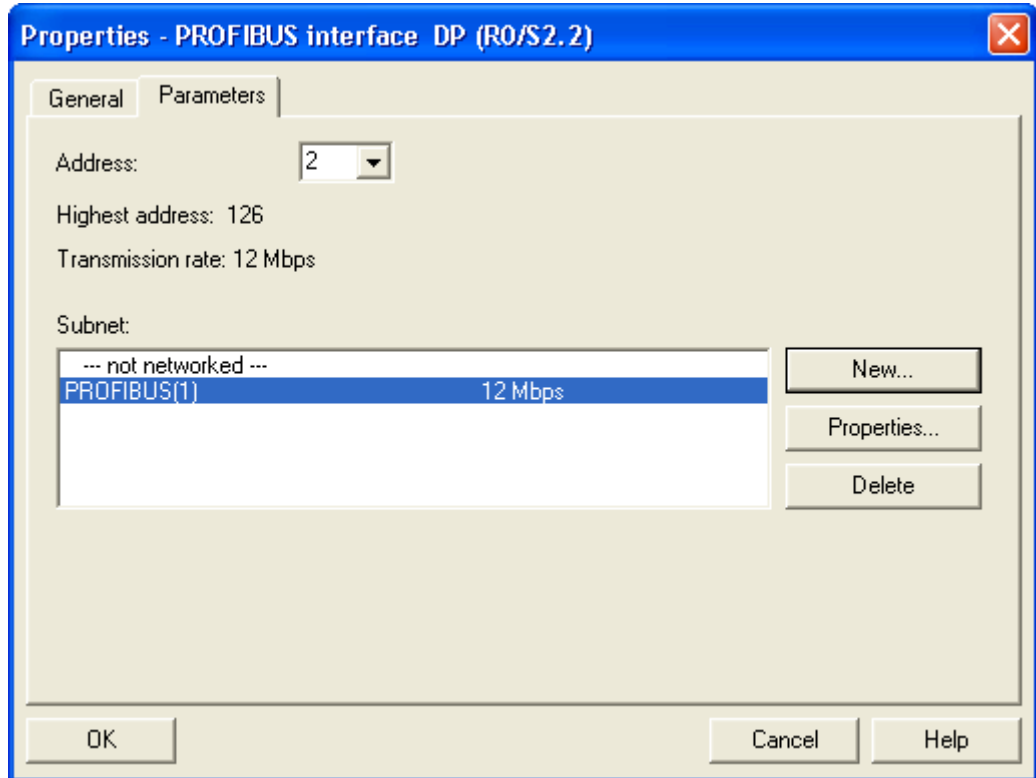 Properties - PROFIBUS interface  DP (R0/S2.2)
General Parameters
Address: 2
Highest address: 126
Transmission rate: 12 Mbps
Subnet:
--- not networked ---
PROFIBUS(1) 12 Mbps
New...
Properties...
Delete
OK Cancel Help